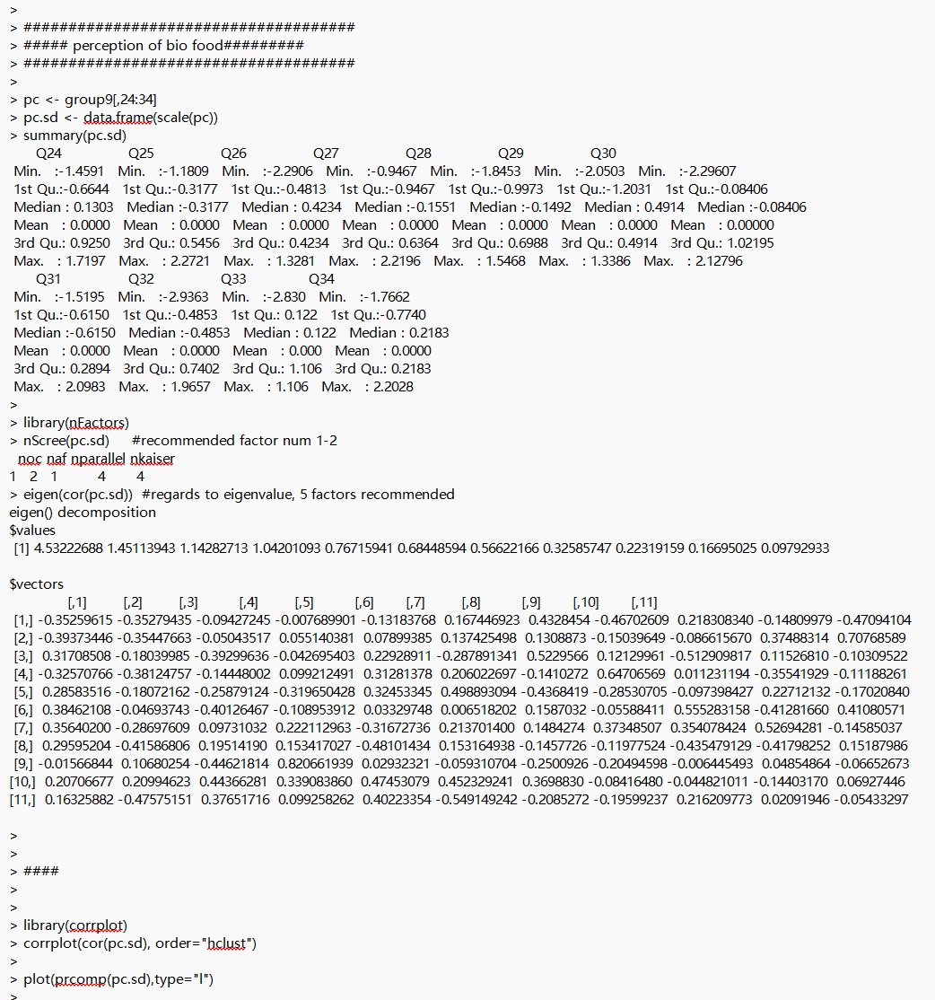 >
> #####################################
> ##### perception of bio food#########
> #####################################
>
> pc <- group9[,24:34]
> pc.sd <- data.frame(scale(pc))
> summary(pc.sd)
Q24 Q25 Q26 Q27 Q28 Q29 Q30
Min. :-1.4591 Min. :-1.1809 Min. :-2.2906 Min. :-0.9467 Min. :-1.8453 Min. :-2.0503 Min. :-2.29607
1st Qu.:-0.6644 1st Qu.:-0.3177 1st Qu.:-0.4813 1st Qu.:-0.9467 1st Qu.:-0.9973 1st Qu.:-1.2031 1st Qu.:-0.08406
Median : 0.1303 Median :-0.3177 Median : 0.4234 Median :-0.1551 Median :-0.1492 Median : 0.4914 Median :-0.08406
Mean : 0.0000 Mean : 0.0000 Mean : 0.0000 Mean : 0.0000 Mean : 0.0000 Mean : 0.0000 Mean : 0.00000
3rd Qu.: 0.9250 3rd Qu.: 0.5456 3rd Qu.: 0.4234 3rd Qu.: 0.6364 3rd Qu.: 0.6988 3rd Qu.: 0.4914 3rd Qu.: 1.02195
Max. : 1.7197 Max. : 2.2721 Max. : 1.3281 Max. : 2.2196 Max. : 1.5468 Max. : 1.3386 Max. : 2.12796
Q31 Q32 Q33 Q34
Min. :-1.5195 Min. :-2.9363 Min. :-2.830 Min. :-1.7662
1st Qu.:-0.6150 1st Qu.:-0.4853 1st Qu.: 0.122 1st Qu.:-0.7740
Median :-0.6150 Median :-0.4853 Median : 0.122 Median : 0.2183
Mean : 0.0000 Mean : 0.0000 Mean : 0.000 Mean : 0.0000
3rd Qu.: 0.2894 3rd Qu.: 0.7402 3rd Qu.: 1.106 3rd Qu.: 0.2183
Max. : 2.0983 Max. : 1.9657 Max. : 1.106 Max. : 2.2028
>
> library(nFactors)
> nScree(pc.sd) #recommended factor num 1-2
noc naf nparallel nkaiser
1 2 1 4 4
> eigen(cor(pc.sd)) #regards to eigenvalue, 5 factors recommended
eigen() decomposition
$values
[1] 4.53222688 1.45113943 1.14282713 1.04201093 0.76715941 0.68448594 0.56622166 0.32585747 0.22319159 0.16695025 0.09792933
$vectors
[,1] [,2] [,3] [,4] [,5] [,6] [,7] [,8] [,9] [,10] [,11]
[1,] -0.35259615 -0.35279435 -0.09427245 -0.007689901 -0.13183768 0.167446923 0.4328454 -0.46702609 0.218308340 -0.14809979 -0.47094104
[2,] -0.39373446 -0.35447663 -0.05043517 0.055140381 0.07899385 0.137425498 0.1308873 -0.15039649 -0.086615670 0.37488314 0.70768589
[3,] 0.31708508 -0.18039985 -0.39299636 -0.042695403 0.22928911 -0.287891341 0.5229566 0.12129961 -0.512909817 0.11526810 -0.10309522
[4,] -0.32570766 -0.38124757 -0.14448002 0.099212491 0.31281378 0.206022697 -0.1410272 0.64706569 0.011231194 -0.35541929 -0.11188261
[5,] 0.28583516 -0.18072162 -0.25879124 -0.319650428 0.32453345 0.498893094 -0.4368419 -0.28530705 -0.097398427 0.22712132 -0.17020840
[6,] 0.38462108 -0.04693743 -0.40126467 -0.108953912 0.03329748 0.006518202 0.1587032 -0.05588411 0.555283158 -0.41281660 0.41080571
[7,] 0.35640200 -0.28697609 0.09731032 0.222112963 -0.31672736 0.213701400 0.1484274 0.37348507 0.354078424 0.52694281 -0.14585037
[8,] 0.29595204 -0.41586806 0.19514190 0.153417027 -0.48101434 0.153164938 -0.1457726 -0.11977524 -0.435479129 -0.41798252 0.15187986
[9,] -0.01566844 0.10680254 -0.44621814 0.820661939 0.02932321 -0.059310704 -0.2500926 -0.20494598 -0.006445493 0.04854864 -0.06652673
[10,] 0.20706677 0.20994623 0.44366281 0.339083860 0.47453079 0.452329241 0.3698830 -0.08416480 -0.044821011 -0.14403170 0.06927446
[11,] 0.16325882 -0.47575151 0.37651716 0.099258262 0.40223354 -0.549149242 -0.2085272 -0.19599237 0.216209773 0.02091946 -0.05433297
>
>
> ####
>
>
> library(corrplot)
> corrplot(cor(pc.sd), order="hclust")
>
> plot(prcomp(pc.sd),type="l")
>